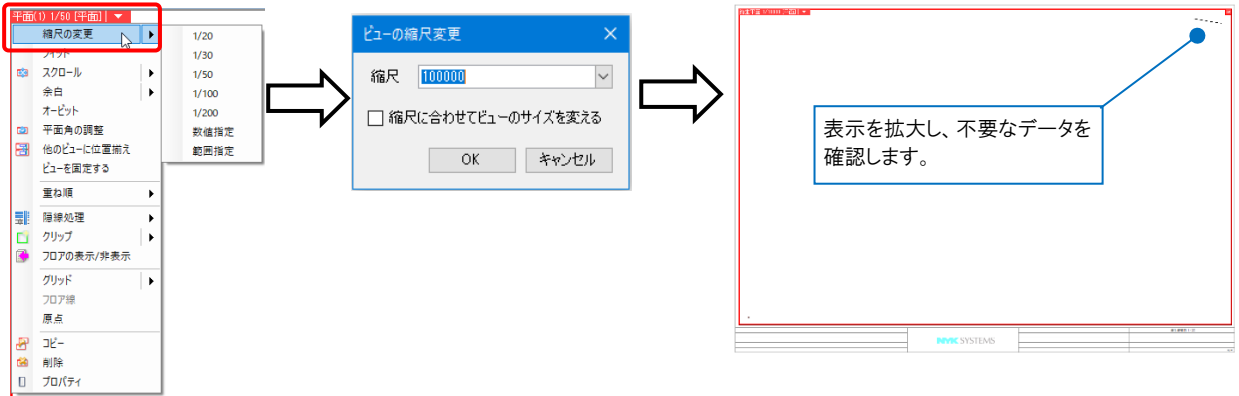 平面(1) 1/50 [平面]
縮尺の変更
フィット
スクロール
余白
オービット
平面角の調整
他のビューに位置揃え
ビューを固定する
重ね順
隠線処理
クリップ
フロアの表示/非表示
グリッド
フロア線
原点
コピー
削除
プロパティ
1/20
1/30
1/50
1/100
1/200
数値指定
範囲指定
ビューの縮尺変更
縮尺
100000
縮尺に合わせてビューのサイズを変える
OK
キャンセル
表示を拡大し、不要なデータを
確認します。
NYK SYSTEMS